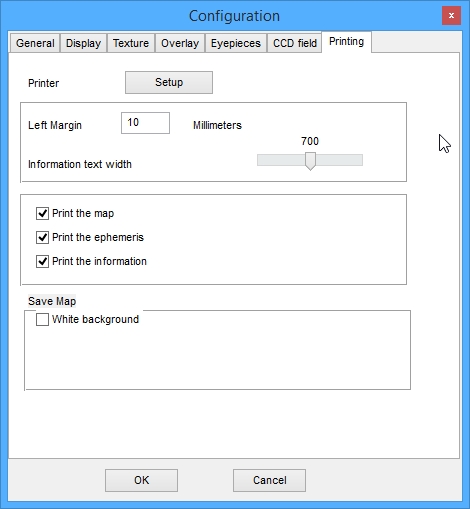 Configuration
x
General Display Texture Overlay Eyepieces CCD field Printing
Printer Setup
Left Margin 10 Millimeters
700
Information text width
Print the map
Print the ephemeris
Print the information
Save Map
White background
OK Cancel